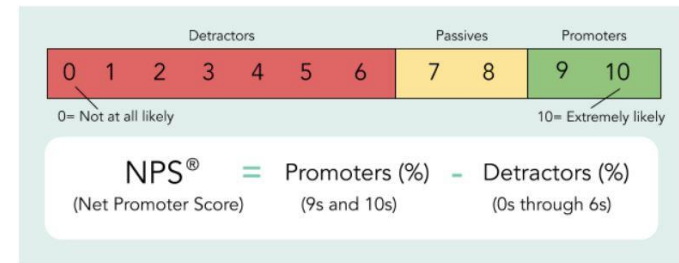 Detractors Passives Promoters
0 1 2 3 4 5 6 7 8 9 10
0= Not at all likely 10= Extremely likely
NPS® = Promoters (%) - Detractors (%)
(Net Promoter Score) (9s and 10s) (0s through 6s)